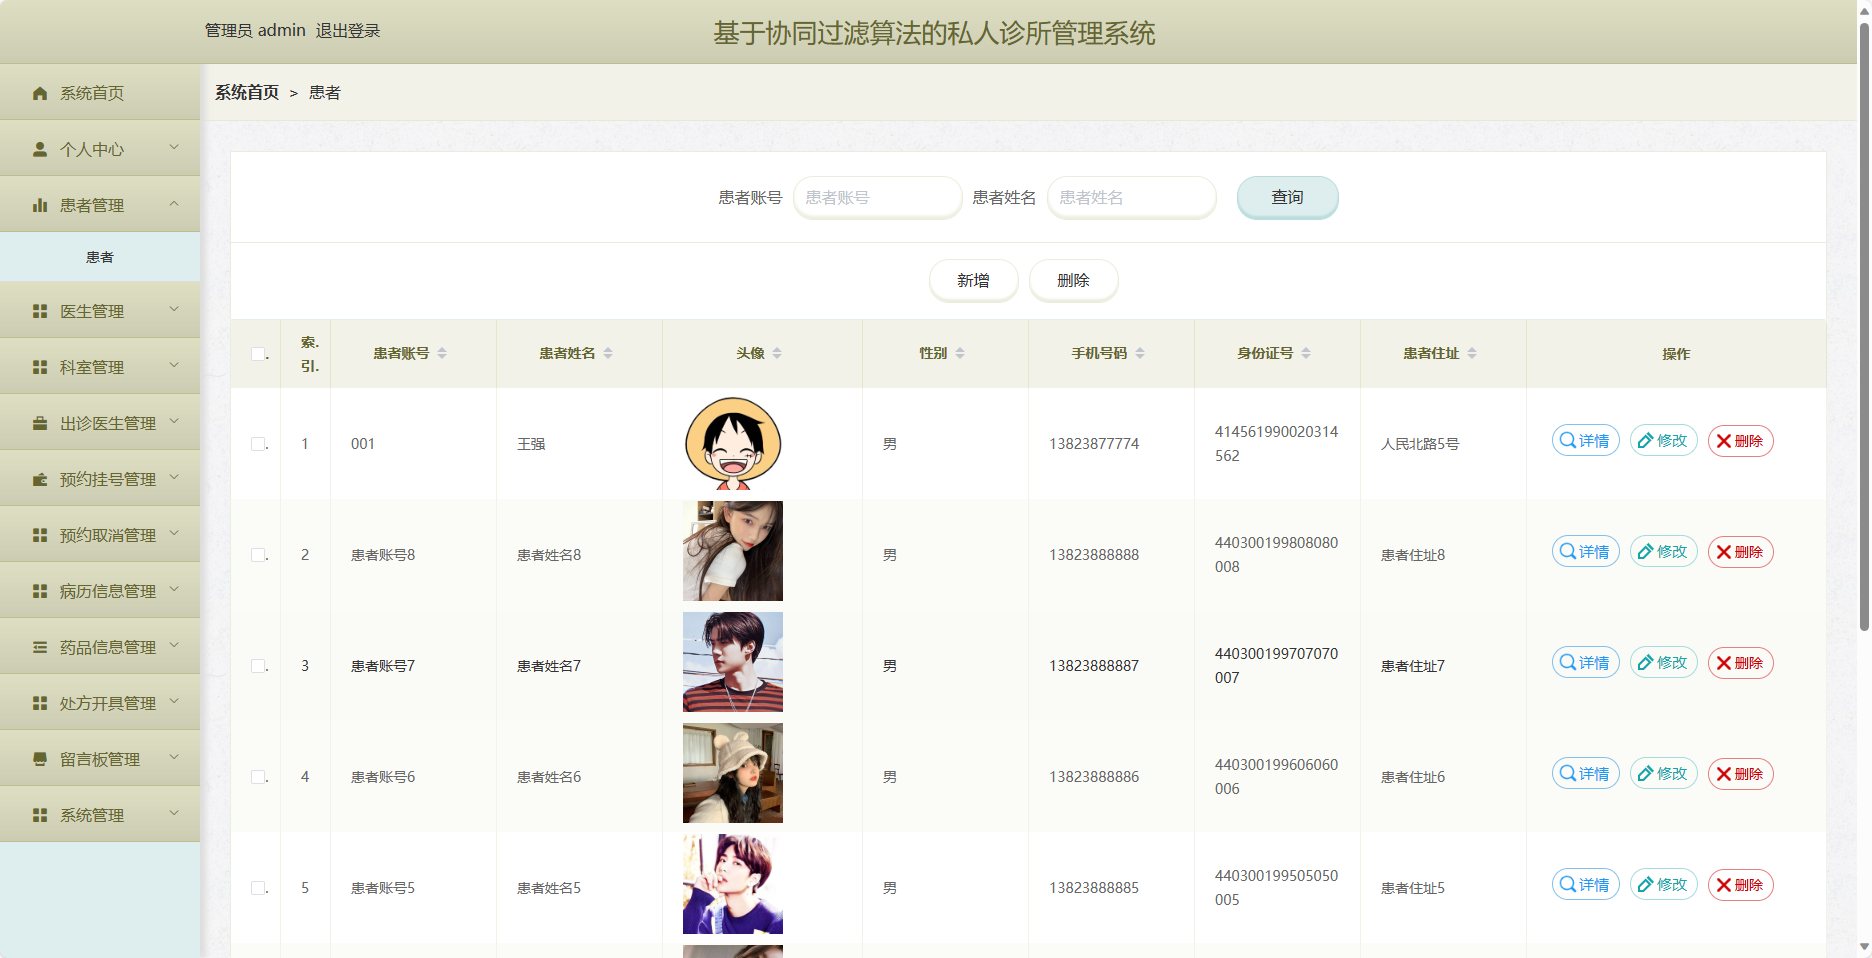 管理员 admin 退出登录
基于协同过滤算法的私人诊所管理系统
系统首页
个人中心
患者管理
患者
医生管理
科室管理
出诊医生管理
预约挂号管理
预约取消管理
病历信息管理
药品信息管理
处方开具管理
留言板管理
系统管理
系统首页 > 患者
患者账号 患者账号 患者姓名 患者姓名 查询
新增 删除
. 索. 引. 患者账号 患者姓名 头像 性别 手机号码 身份证号 患者住址 操作
. 1 001 王强 男 13823877774 414561990020314 人民北路5号 详情 修改 删除
562
. 2 患者账号8 患者姓名8 男 13823888888 440300199808080 患者住址8 详情 修改 删除
008
. 3 患者账号7 患者姓名7 男 13823888887 440300199707070 患者住址7 详情 修改 删除
007
. 4 患者账号6 患者姓名6 男 13823888886 440300199606060 患者住址6 详情 修改 删除
006
. 5 患者账号5 患者姓名5 男 13823888885 440300199505050 患者住址5 详情 修改 删除
005